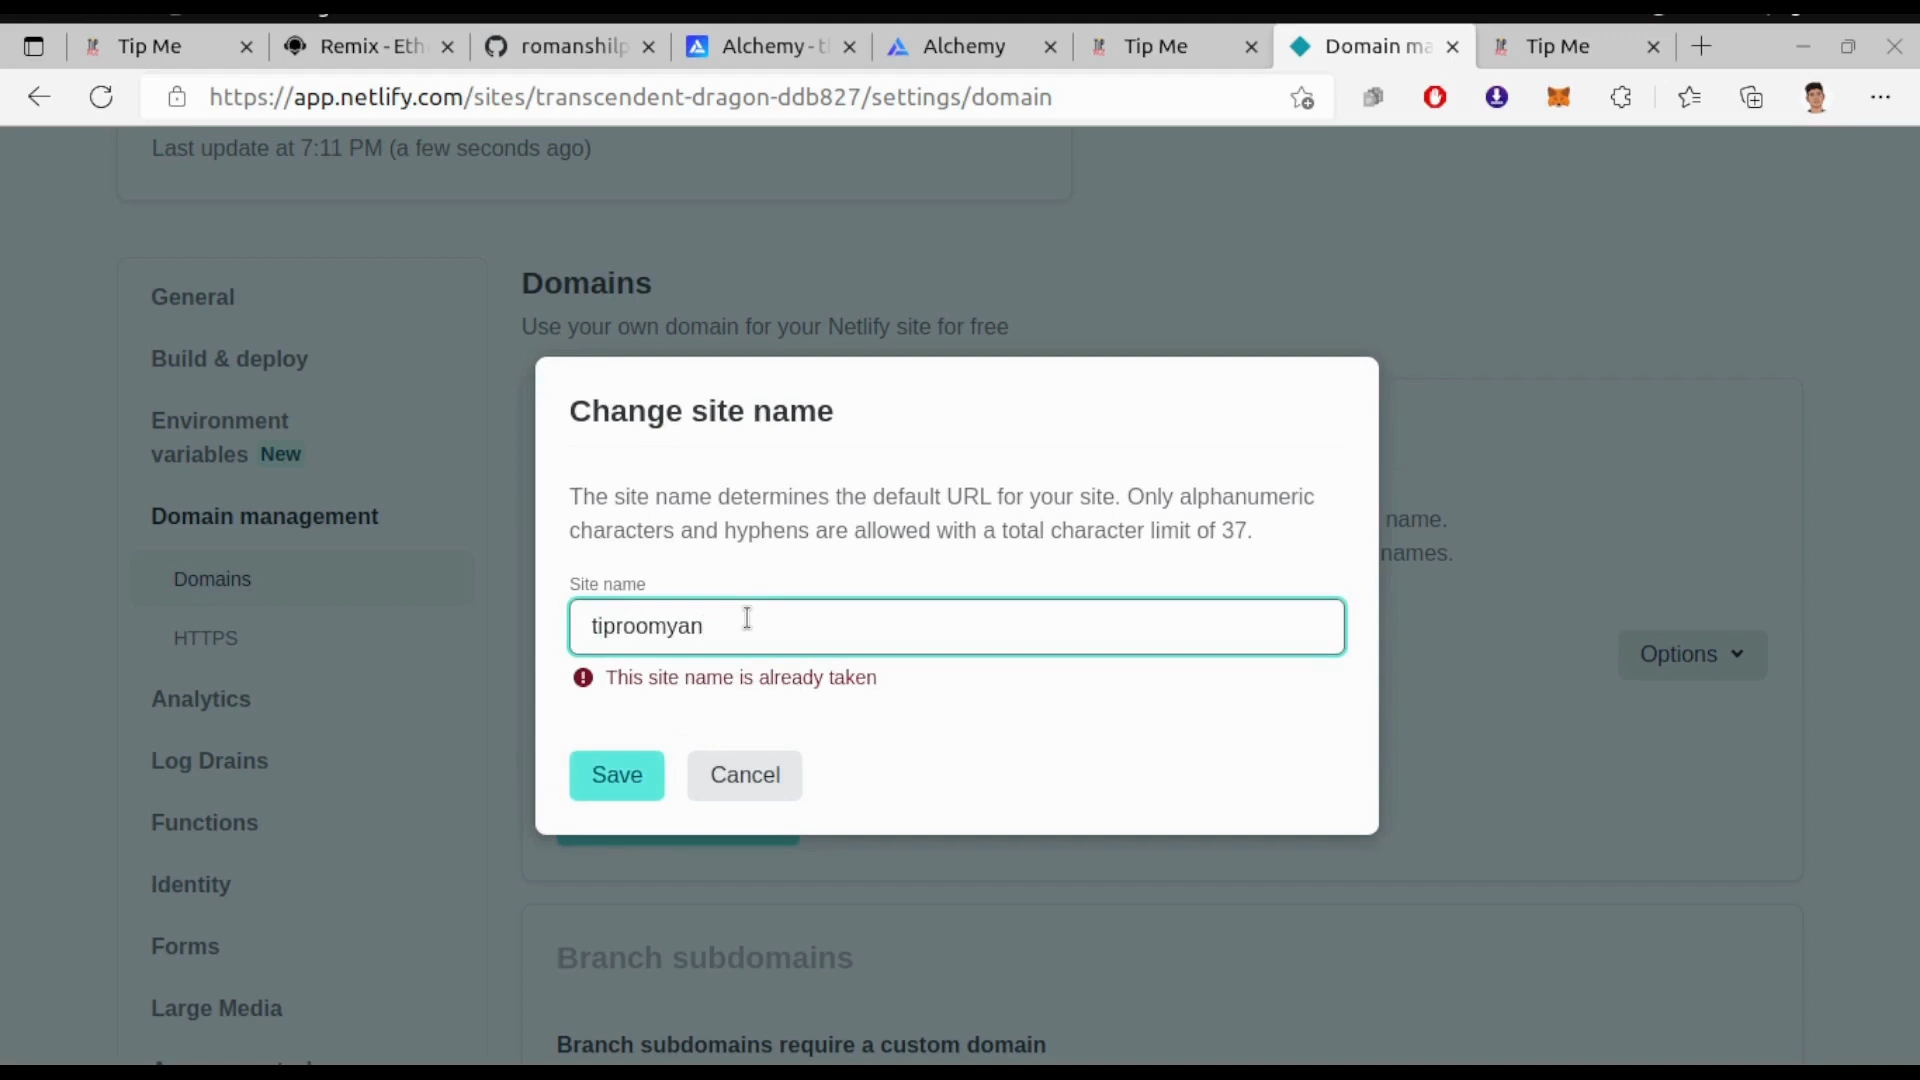 Tip Me
Remix - Eth
romanshilp
Alchemy - t
Alchemy
Tip Me
Domain ma
Tip Me
https://app.netlify.com/sites/transcendent-dragon-ddb827/settings/domain
Last update at 7:11 PM (a few seconds ago)
General
Build & deploy
Environment
variables New
Domain management
Domains
HTTPS
Analytics
Log Drains
Functions
Identity
Forms
Large Media
Domains
Use your own domain for your Netlify site for free
Change site name
The site name determines the default URL for your site. Only alphanumeric
characters and hyphens are allowed with a total character limit of 37.
Site name
tiproomyan
This site name is already taken
Save
Cancel
name.
names.
Options
Branch subdomains
Branch subdomains require a custom domain